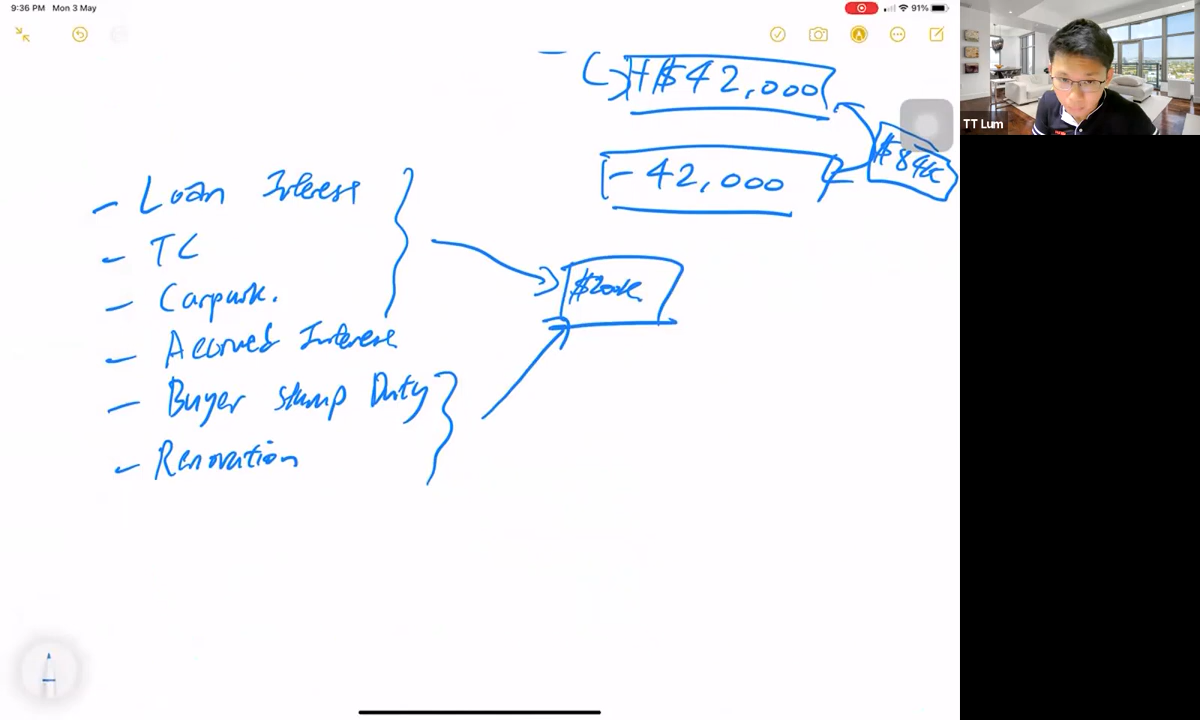 9:36 PM Mon 3 May
91%
+$42,000
$84k
- 42,000
TT Lum
- Loan Interest
- TC
- Carpark.
- Accrued Interest
- Buyer Stamp Duty
- Renovation
$200k